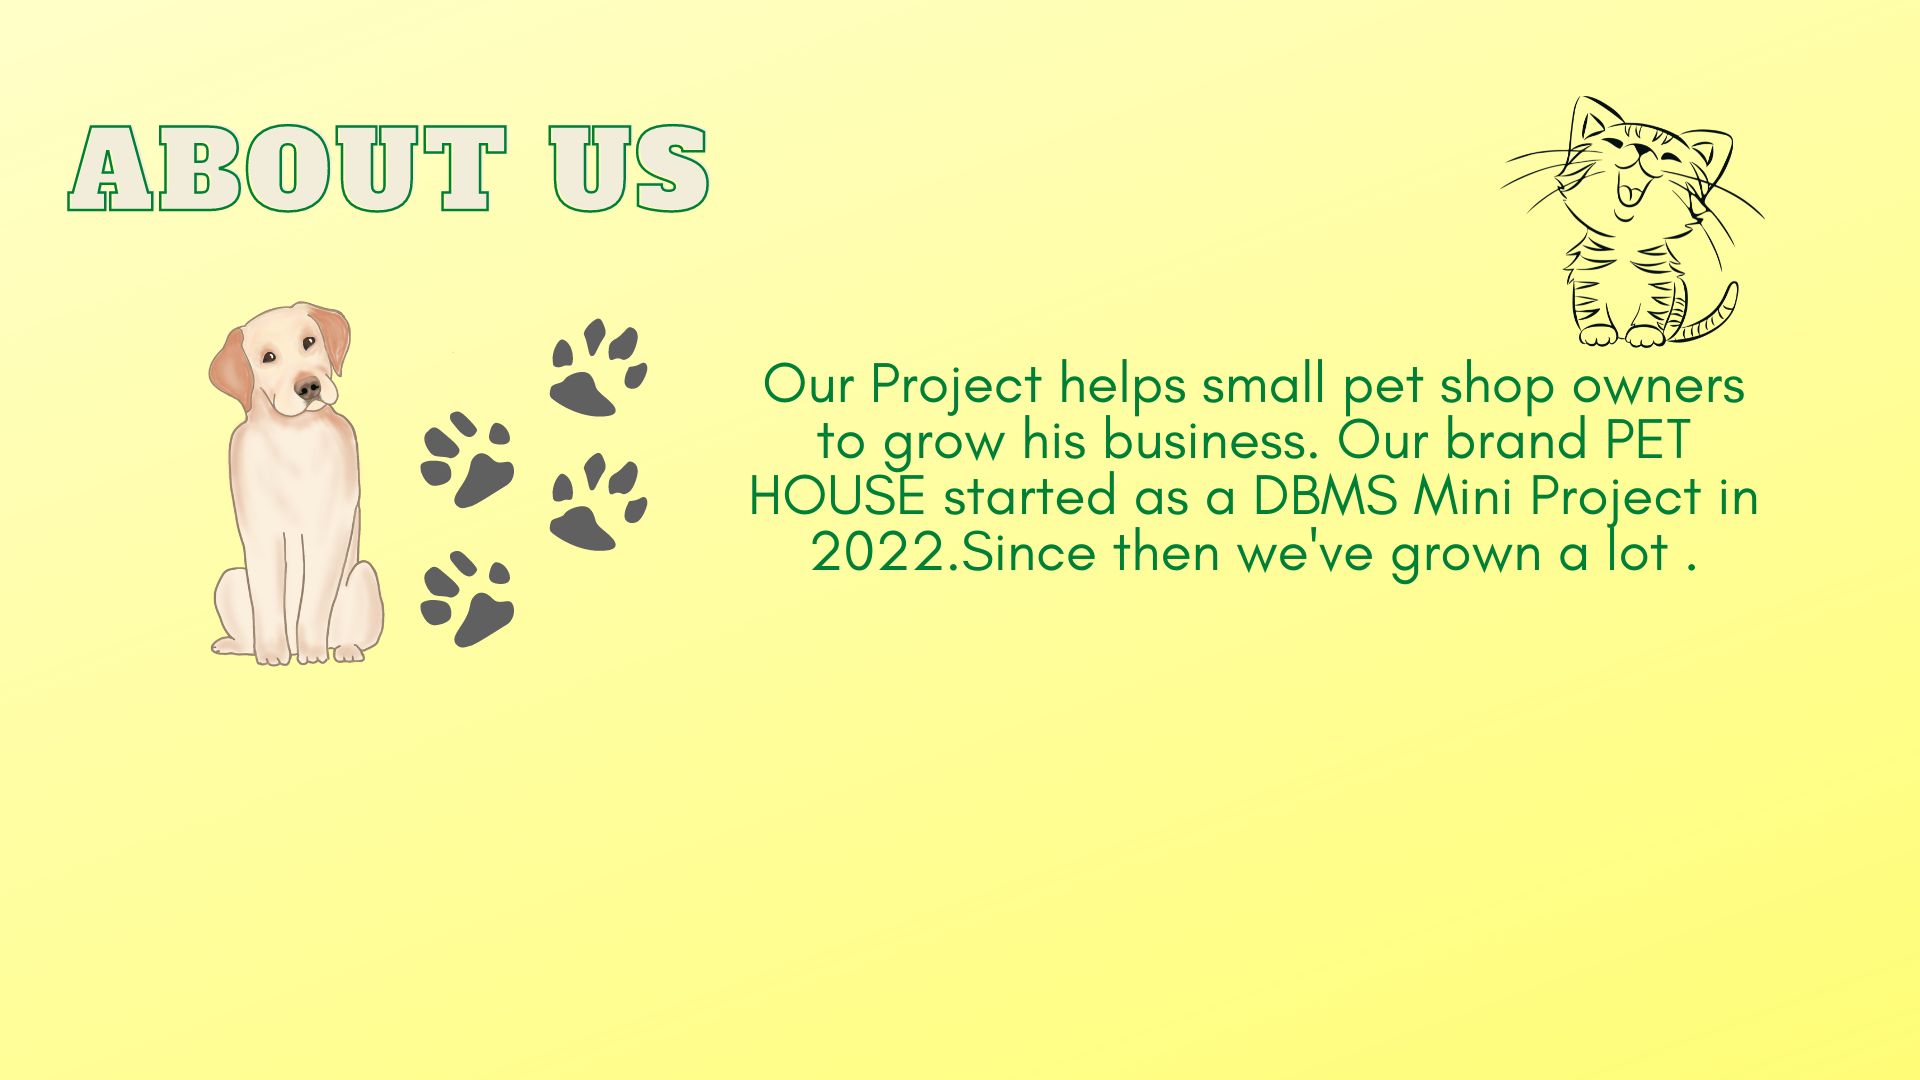 ABOUT US
Our Project helps small pet shop owners
to grow his business. Our brand PET
HOUSE started as a DBMS Mini Project in
2022.Since then we've grown a lot .